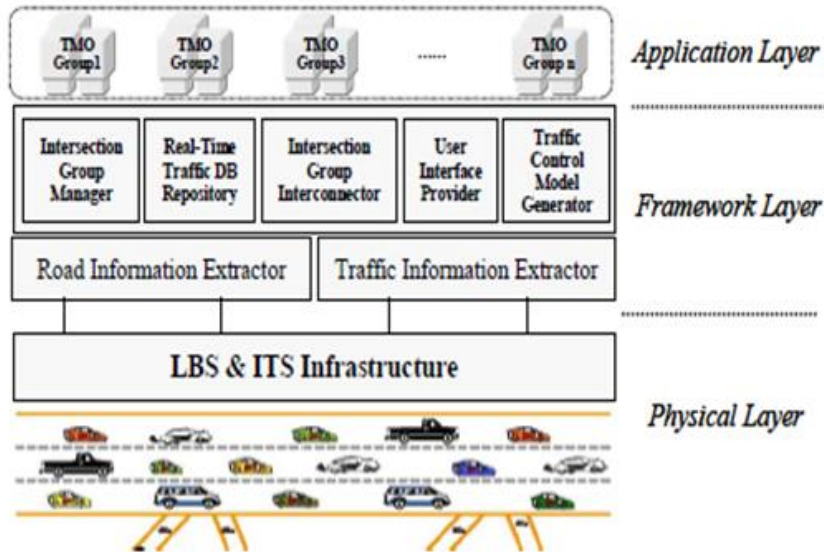 TMO
Group1
TMO
Group2
TMO
Group3
......
TMO
Group n
Application Layer
Intersection
Group
Manager
Real-Time
Traffic DB
Repository
Intersection
Group
Interconnector
User
Interface
Provider
Traffic
Control
Model
Generator
Framework Layer
Road Information Extractor
Traffic Information Extractor
LBS & ITS Infrastructure
Physical Layer